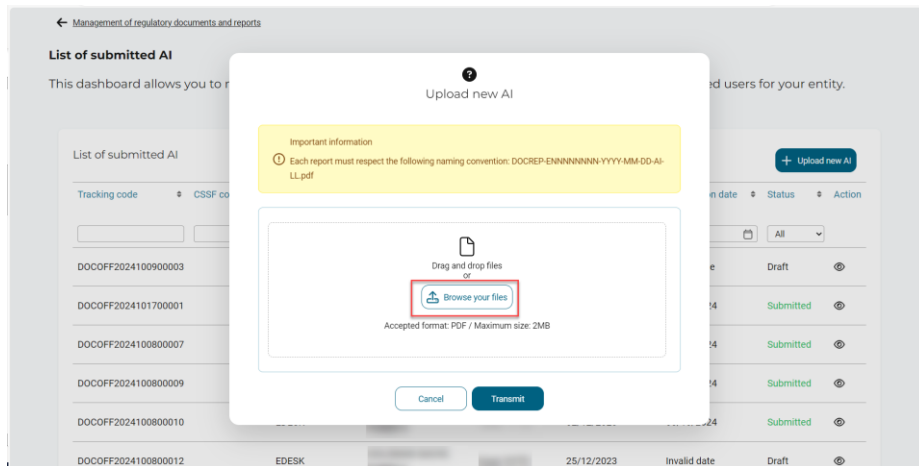 Management of regulatory documents and reports
List of submitted AI
This dashboard allows you to r
ed users for your entity.
Upload new AI
Important information
Each report must respect the following naming convention: DOCREP-ENNNNNNNN-YYYY-MM-DD-AI-
LL.pdf
List of submitted AI
Upload new AI
Tracking code CSSF co
n date Status Action
All
Drag and drop files
or
Browse your files
Accepted format: PDF / Maximum size: 2MB
DOCOFF2024100900003 e Draft
DOCOFF2024101700001 24 Submitted
DOCOFF2024100800007 24 Submitted
DOCOFF2024100800009 24 Submitted
Cancel Transmit
DOCOFF2024100800010 24 Submitted
DOCOFF2024100800012 EDESK 25/12/2023 Invalid date Draft